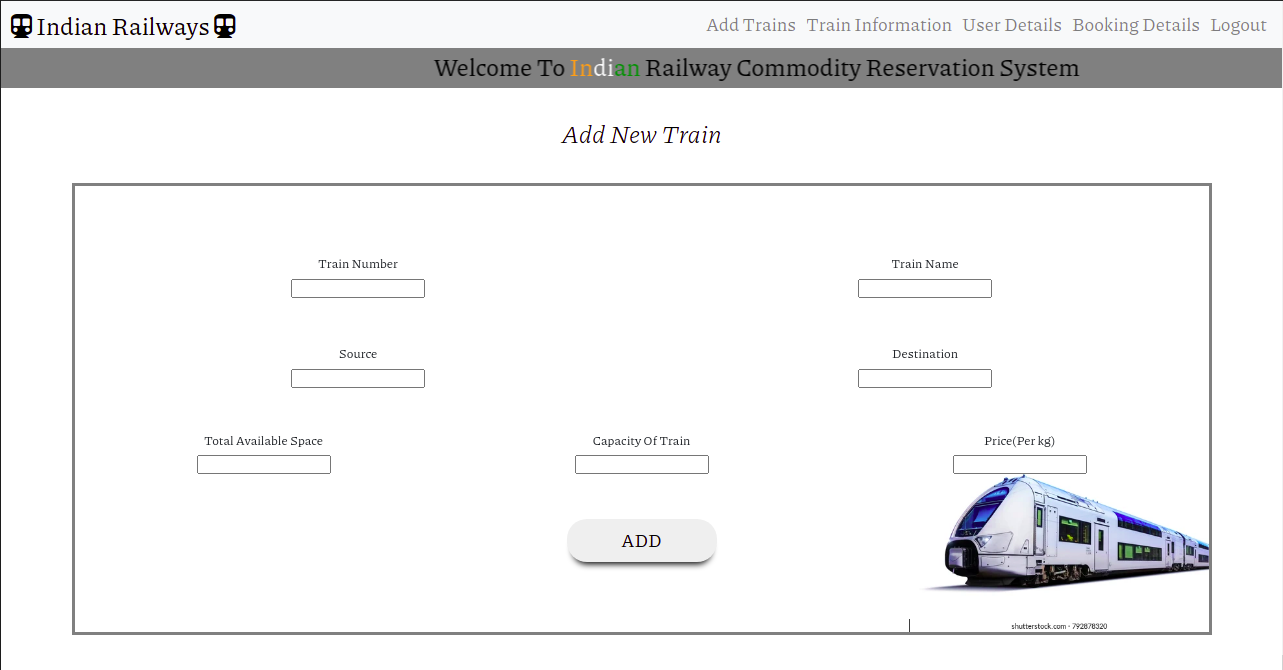 Indian Railways
Add Trains Train Information User Details Booking Details Logout
Welcome To Indian Railway Commodity Reservation System
Add New Train
Train Number
Train Name
Source
Destination
Total Available Space
Capacity Of Train
Price(Per kg)
ADD
shutterstock.com · 792878320